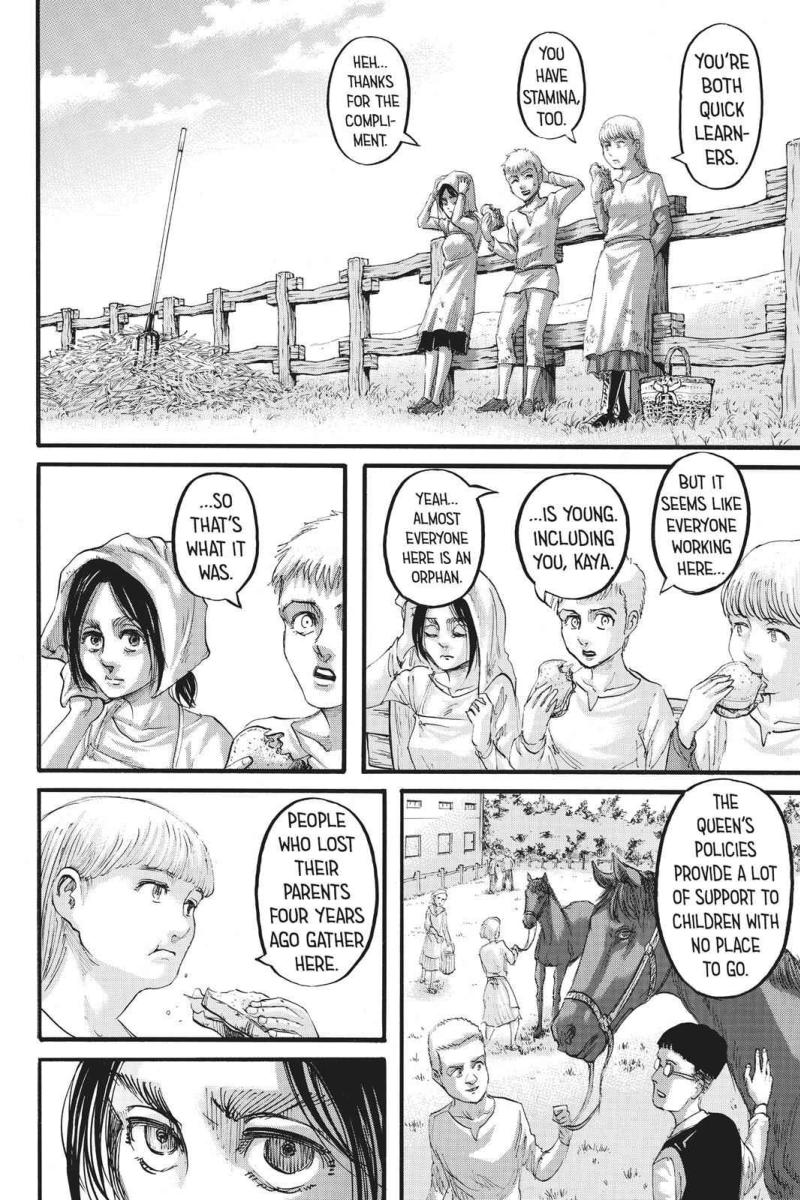 YOU'RE
BOTH
QUICK
LEARN-
ERS.
YOU
HAVE
STAMINA,
TOO.
HEH...
THANKS
FOR THE
COMPLI-
MENT.
BUT IT
SEEMS LIKE
EVERYONE
WORKING
HERE...
...IS YOUNG.
INCLUDING
YOU, KAYA.
YEAH...
ALMOST
EVERYONE
HERE IS AN
ORPHAN.
...SO
THAT'S
WHAT IT
WAS.
THE
QUEEN'S
POLICIES
PROVIDE A LOT
OF SUPPORT TO
CHILDREN WITH
NO PLACE
TO GO.
PEOPLE
WHO LOST
THEIR
PARENTS
FOUR YEARS
AGO GATHER
HERE.